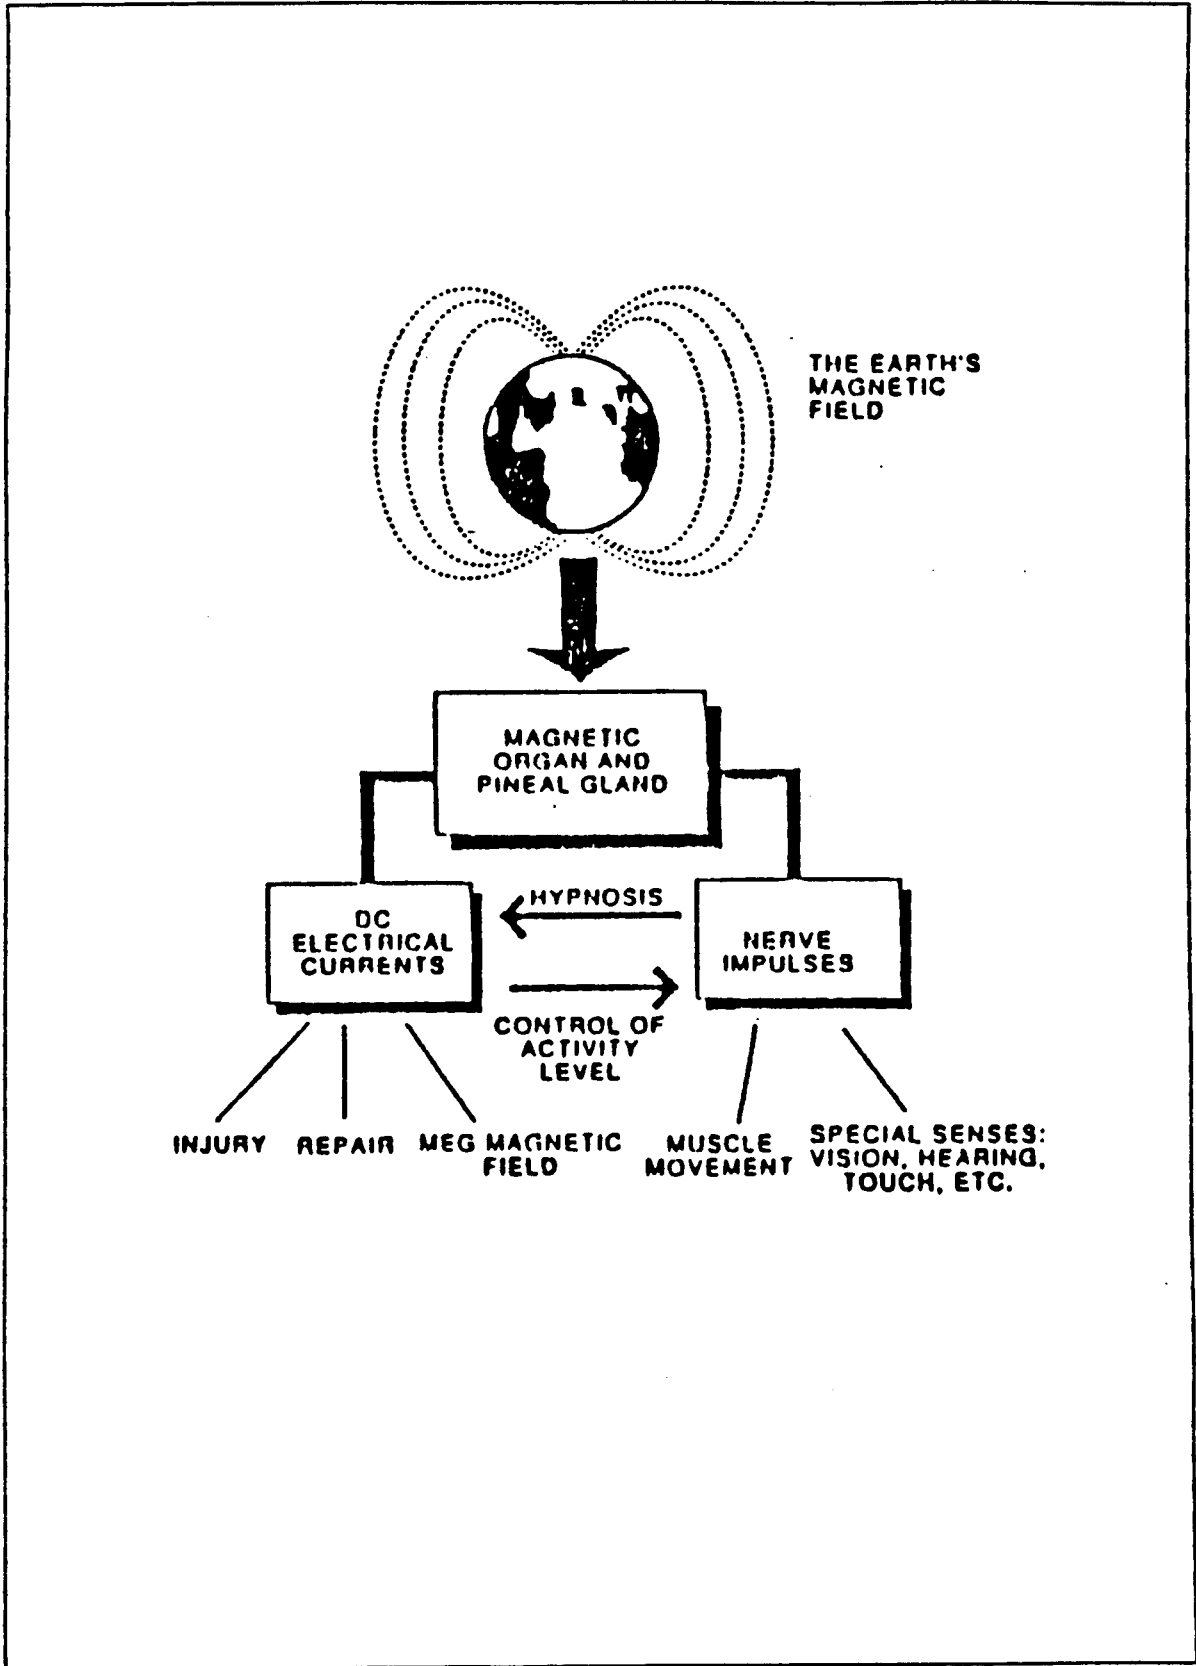 THE EARTH'S
MAGNETIC
FIELD
MAGNETIC
ORGAN AND
PINEAL GLAND
HYPNOSIS
DC
ELECTRICAL
CURRENTS
NERVE
IMPULSES
CONTROL OF
ACTIVITY
LEVEL
INJURY
REPAIR
MEG MAGNETIC
FIELD
MUSCLE
MOVEMENT
SPECIAL SENSES:
VISION, HEARING,
TOUCH, ETC.